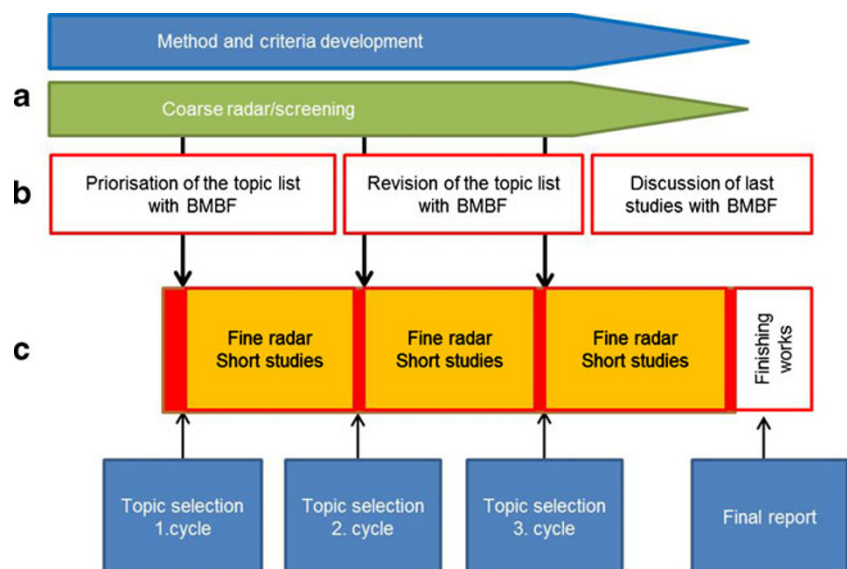 Method and criteria development
a
Coarse radar/screening
b
Priorisation of the topic list
with BMBF
Revision of the topic list
with BMBF
Discussion of last
studies with BMBF
c
Fine radar
Short studies
Fine radar
Short studies
Fine radar
Short studies
Finishing
works
Topic selection
1.cycle
Topic selection
2. cycle
Topic selection
3. cycle
Final report